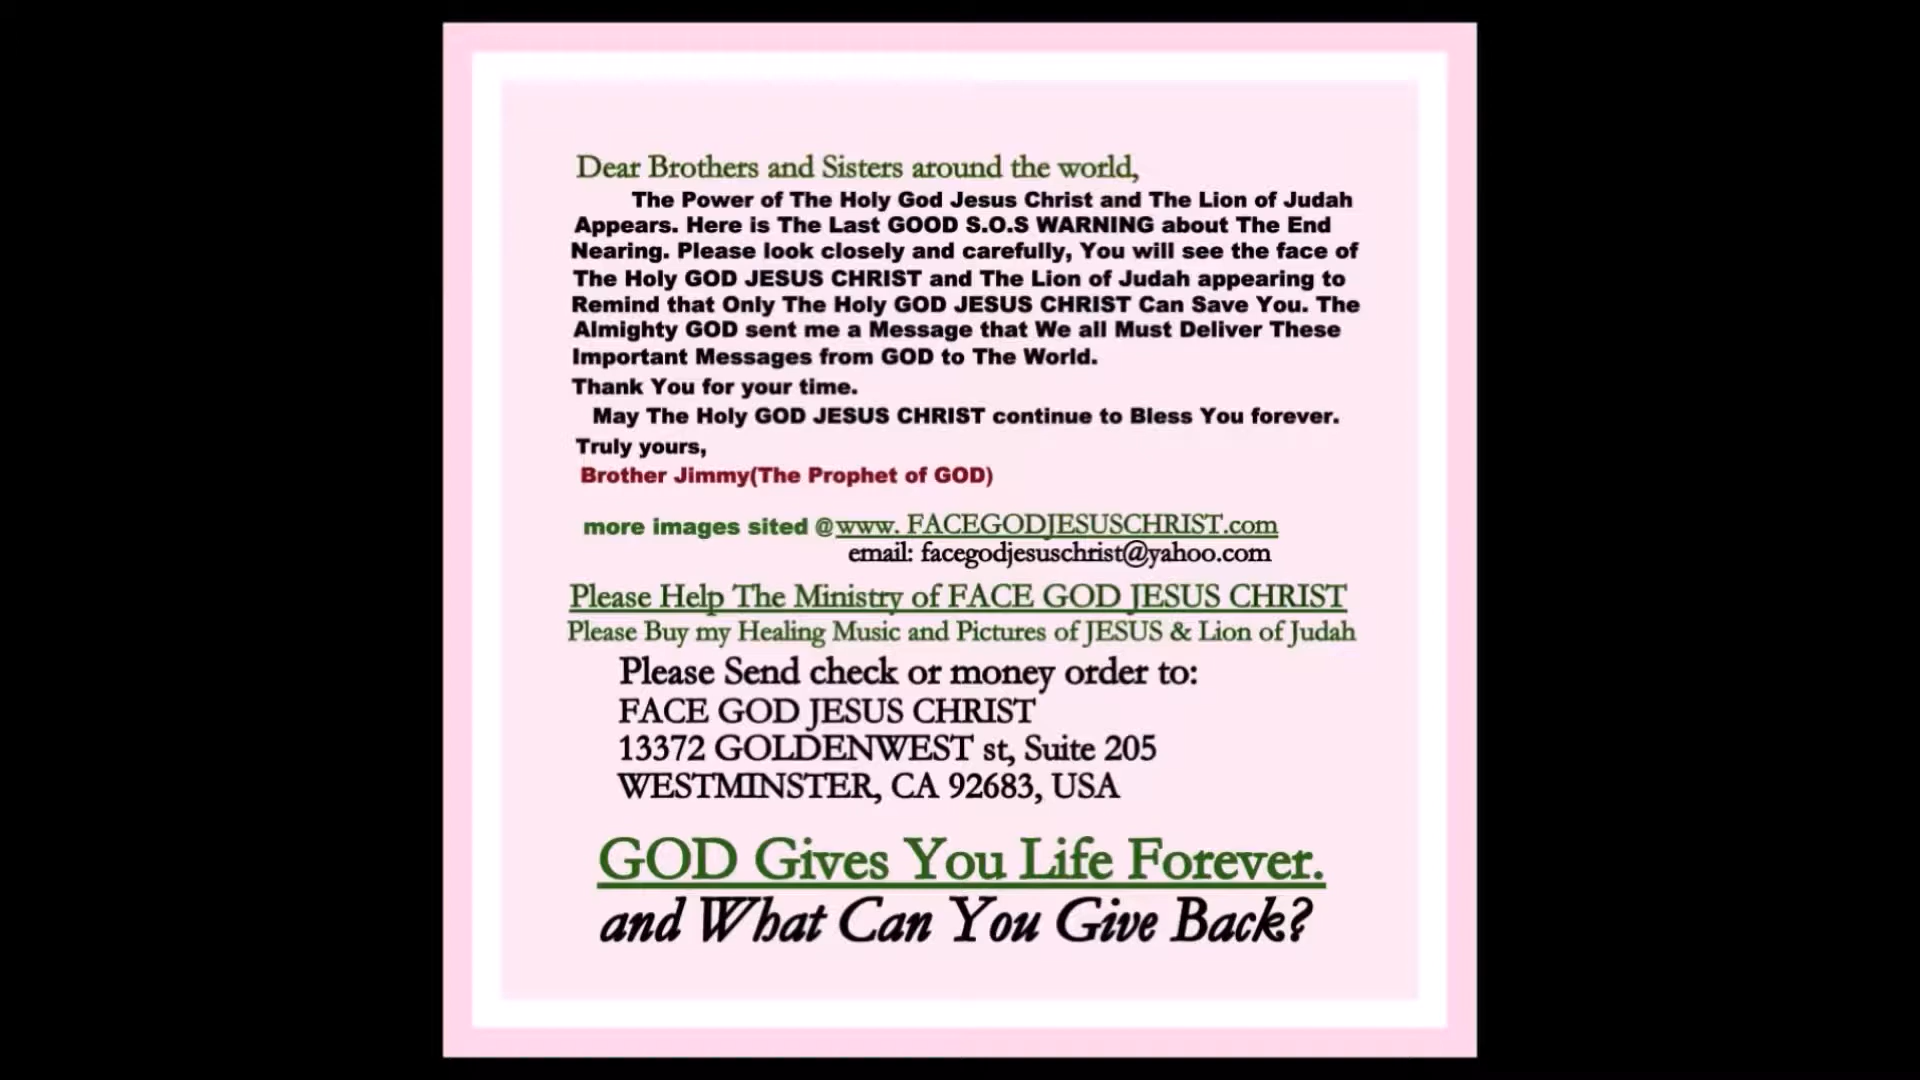 Dear Brothers and Sisters around the world,
The Power of The Holy God Jesus Christ and The Lion of Judah
Appears. Here is The Last GOOD S.O.S WARNING about The End
Nearing. Please look closely and carefully, You will see the face of
The Holy GOD JESUS CHRIST and The Lion of Judah appearing to
Remind that Only The Holy GOD JESUS CHRIST Can Save You. The
Almighty GOD sent me a Message that We all Must Deliver These
Important Messages from GOD to The World.
Thank You for your time.
May The Holy GOD JESUS CHRIST continue to Bless You forever.
Truly yours,
Brother Jimmy(The Prophet of GOD)
more images sited @www. FACEGODJESUSCHRIST.com
email: facegodjesuschrist@yahoo.com
Please Help The Ministry of FACE GOD JESUS CHRIST
Please Buy my Healing Music and Pictures of JESUS & Lion of Judah
Please Send check or money order to:
FACE GOD JESUS CHRIST
13372 GOLDENWEST st, Suite 205
WESTMINSTER, CA 92683, USA
GOD Gives You Life Forever.
and What Can You Give Back?